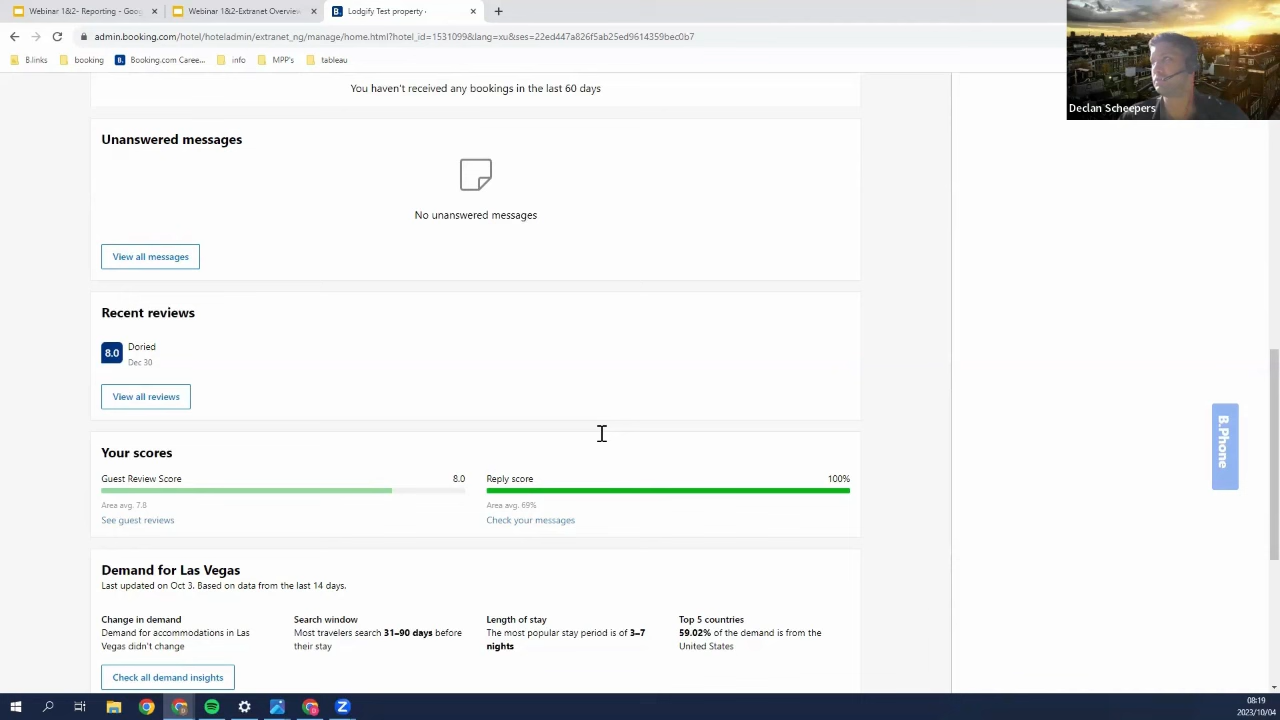 Webinar 1&2- Reporting - Goog
Webinar 1&2-Extranet Overview
B. Lodgify Test property ·
admin.booking.com/hotel/hoteladmin/extranet_ng/manage/home.html?hotel_id=1531099&lang=xu&ses=22ed447a826f5ab25ed9614359bec0b7
B.links
booking
B. Booking.com Caree...
info
MPP's
tableau
Declan Scheepers
You haven't received any bookings in the last 60 days
Unanswered messages
No unanswered messages
View all messages
Recent reviews
8.0 Doried
Dec 30
View all reviews
B.Phone
Your scores
Guest Review Score 8.0
Area avg. 7.8
See guest reviews
Reply score 100%
Area avg. 69%
Check your messages
Demand for Las Vegas
Last updated on Oct 3. Based on data from the last 14 days.
Change in demand
Demand for accommodations in Las
Vegas didn't change
Search window
Most travelers search 31–90 days before
their stay
Length of stay
The most popular stay period is of 3–7
nights
Top 5 countries
59.02% of the demand is from the
United States
Check all demand insights
08:19
2023/10/04